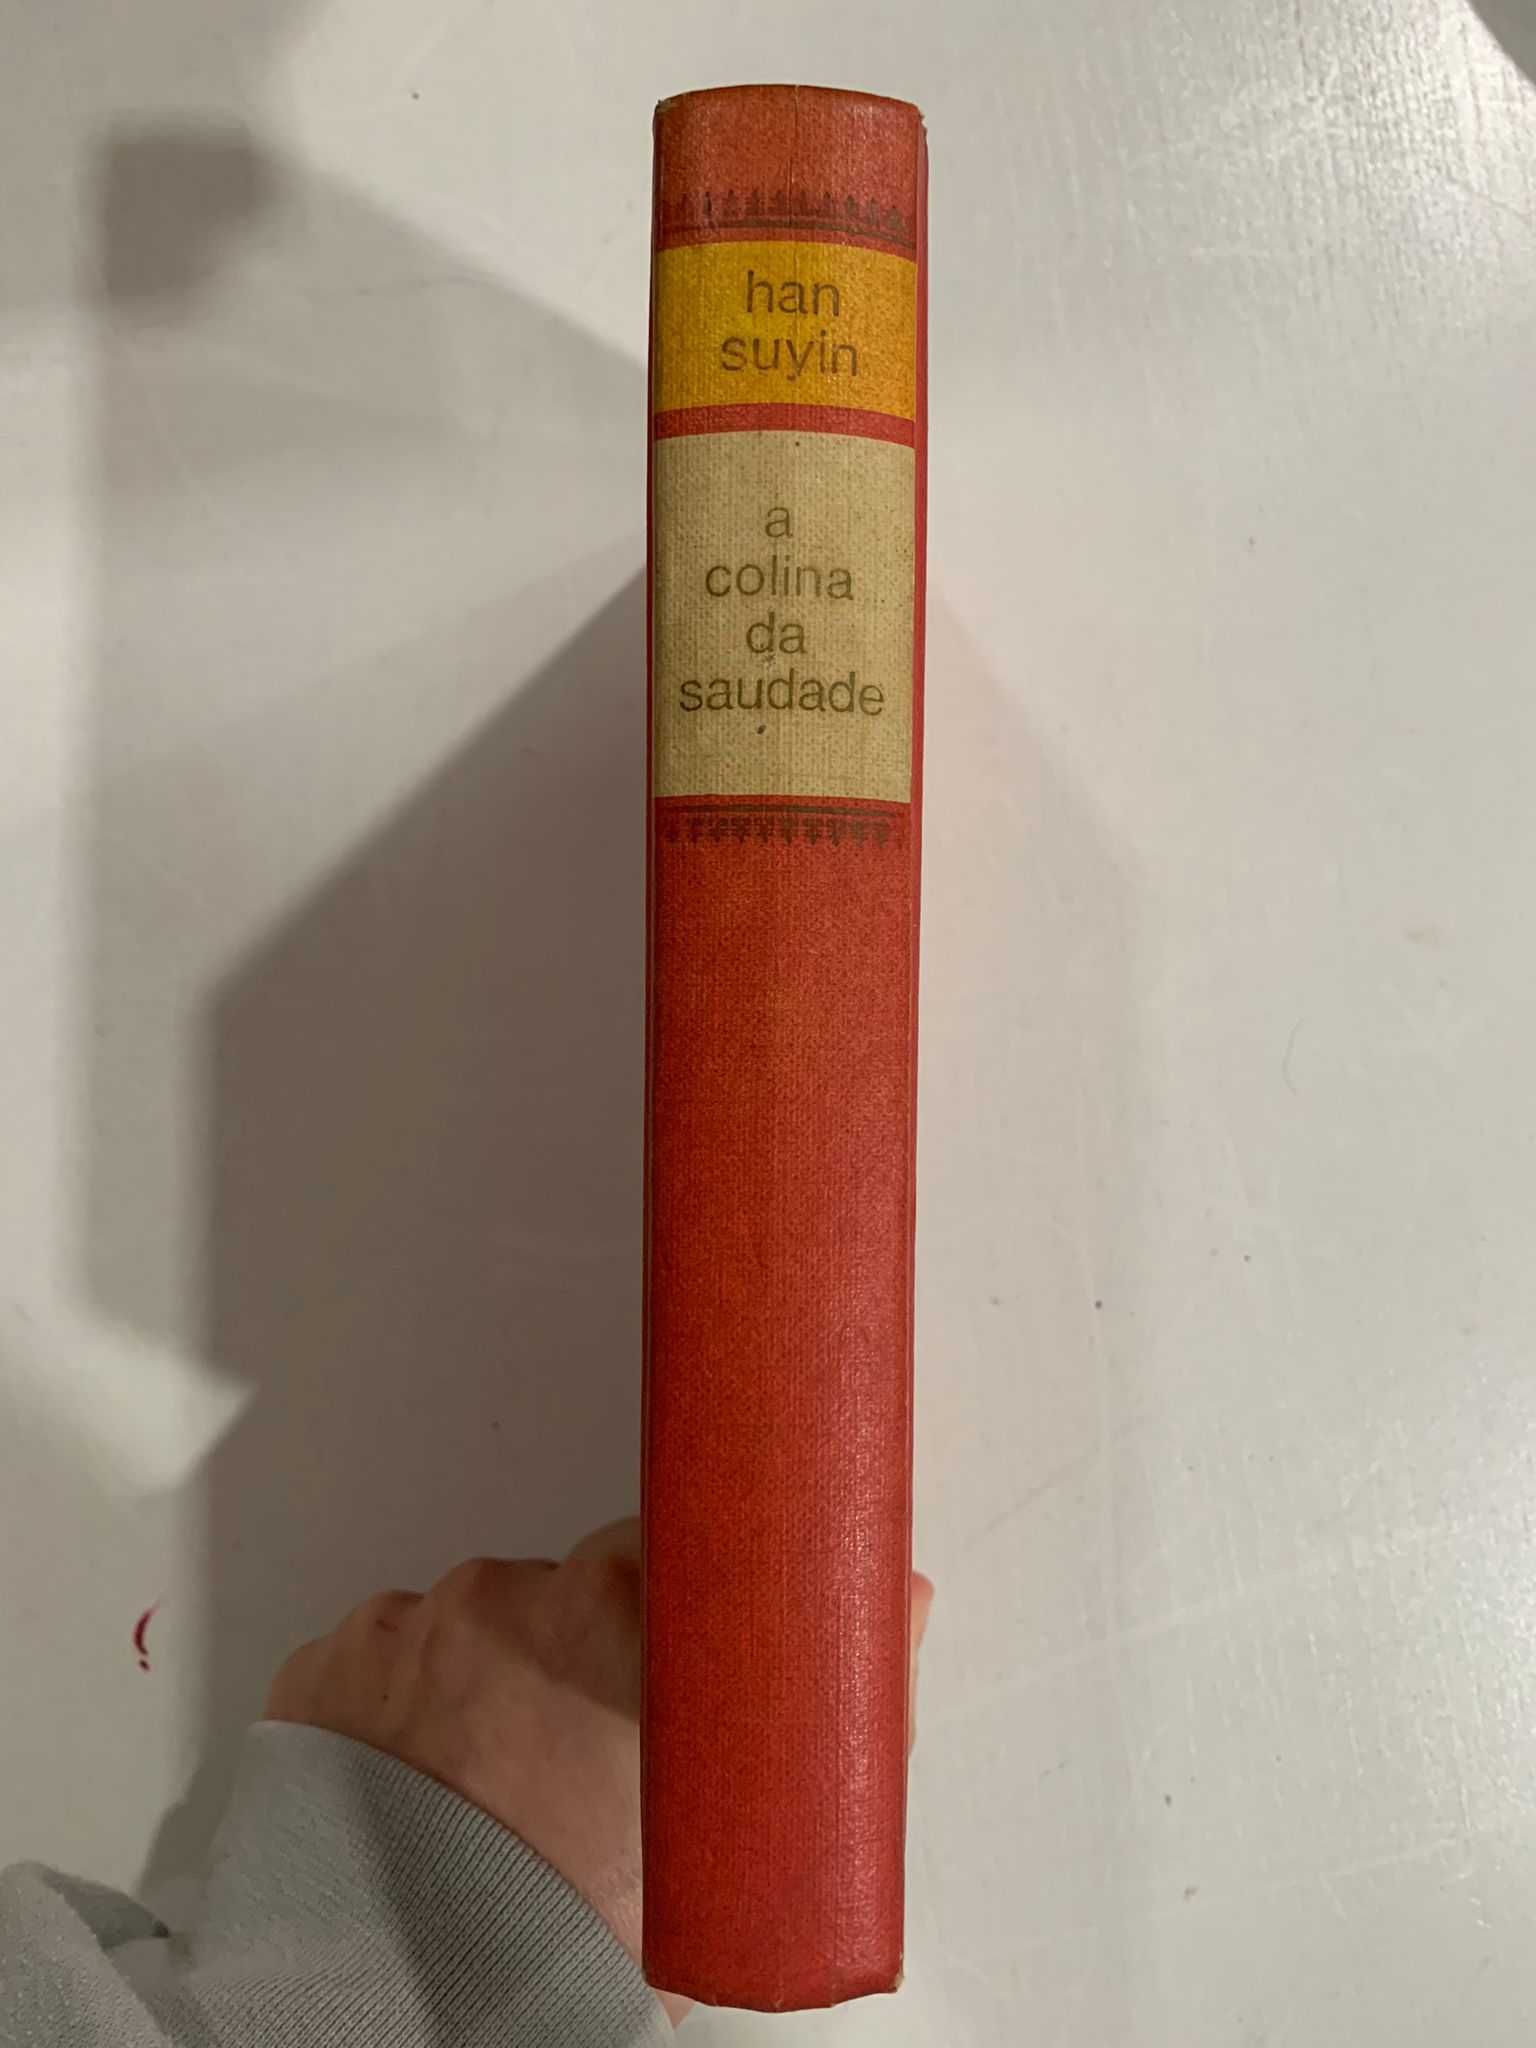 han
suyin
a
colina
da
saudade